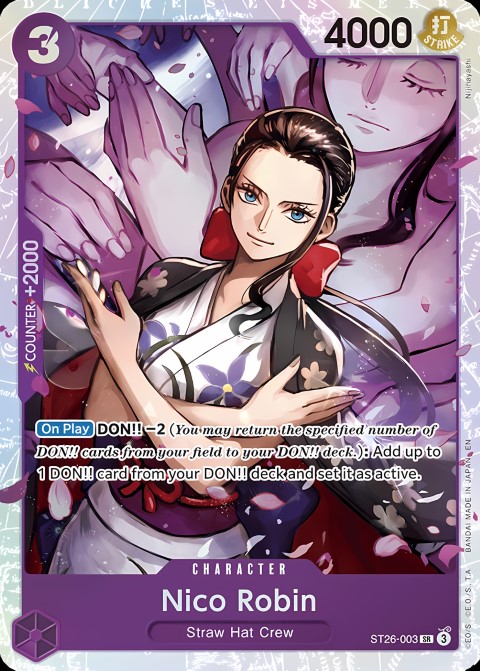 3
4000
打
STRIKE
Nijihayashi
COUNTER +2000
On Play DON!! −2 (You may return the specified number of
DON!! cards from your field to your DON!! deck.): Add up to
1 DON!! card from your DON!! deck and set it as active.
CHARACTER
Nico Robin
Straw Hat Crew
ST26-003 SR 3
©E.O/S. ©E.O./S.,T.A BANDAI MADE IN JAPAN EN